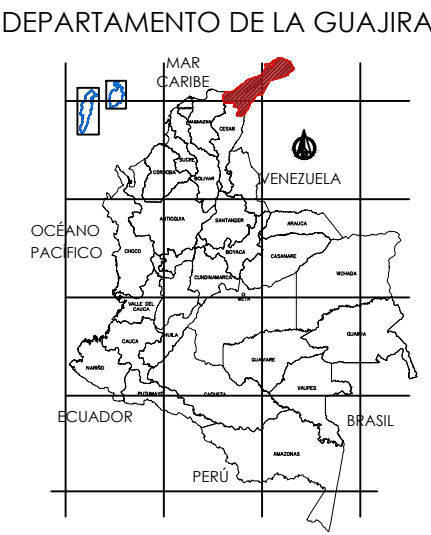 DEPARTAMENTO DE LA GUAJIRA
MAR
CARIBE
MAGDALENA
CESAR
SUCRE
CORDOBA
BOLIVAR
VENEZUELA
ANTIOQUIA
SANTANDER
ARAUCA
OCÉANO
PACÍFICO
CHOCO
BOYACA
CASANARE
VICHADA
CUNDINAMARCA
META
VALLE DEL
CAUCA
CAUCA
HUILA
GUAINIA
GUAVIARE
NARIÑO
PUTUMAYO
CAQUETA
VAUPES
ECUADOR
BRASIL
AMAZONAS
PERÚ